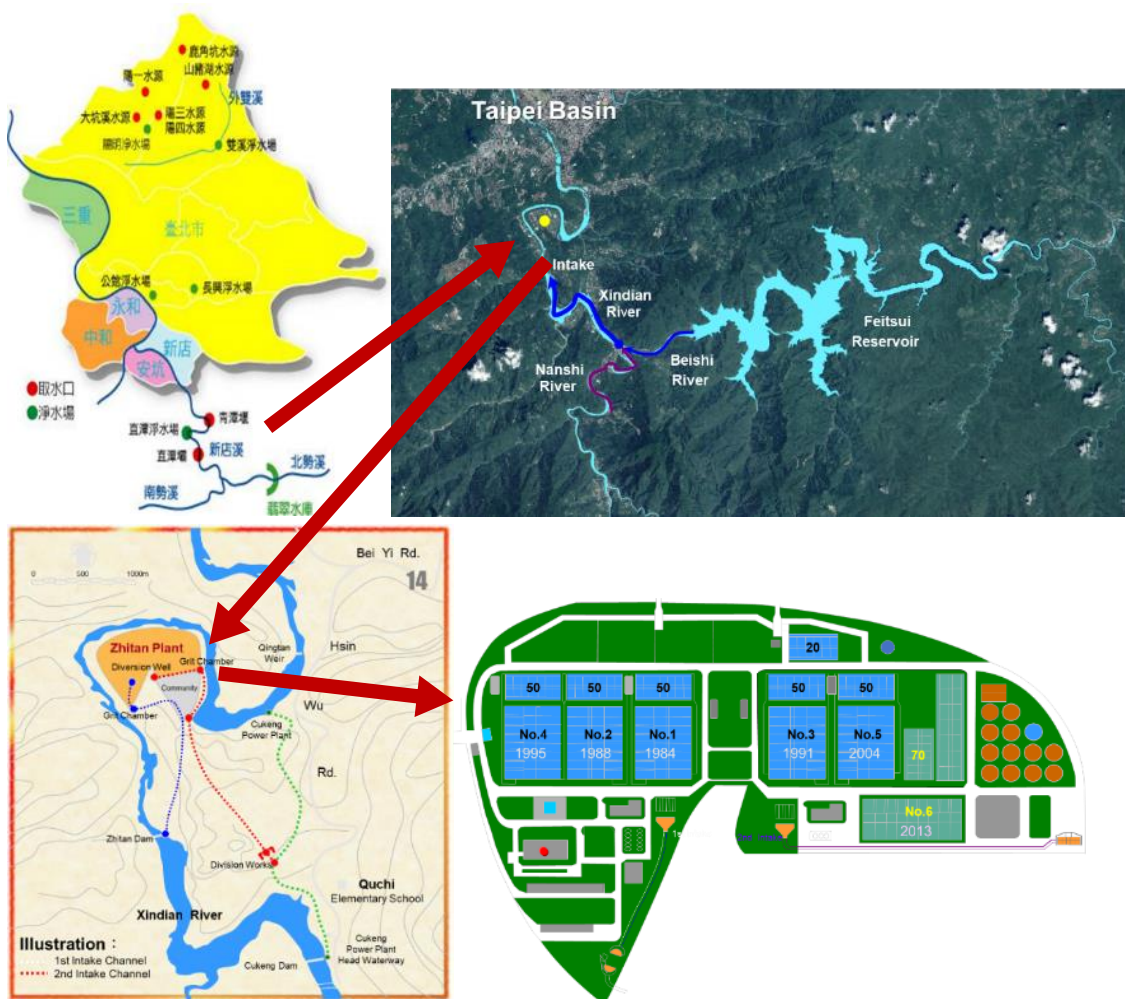 鹿角坑水源
山豬湖水源
陽一水源
外雙溪
大坑溪水源
陽三水源
陽四水源
陽明淨水場
雙溪淨水場
三重
臺北市
公館淨水場
長興淨水場
永和
中和
新店
安坑
取水口
淨水場
青潭堰
直潭淨水場
直潭壩
新店溪
北勢溪
南勢溪
翡翠水庫
Taipei Basin
Intake
Xindian
River
Nanshi
River
Beishi
River
Feitsui
Reservoir
Bei Yi Rd.
14
0 500 1000m
Zhitan Plant
Diversion Well
Grit Chamber
Community
Grit Chamber
Qingtan
Weir
Hsin
Wu
Rd.
Cukeng
Power Plant
Zhitan Dam
Division Works
Quchi
Elementary School
Xindian River
Cukeng Dam
Cukeng
Power Plant
Head Waterway
Illustration :
1st Intake Channel
2nd Intake Channel
20
50 50 50 50 50
No.4 No.2 No.1 No.3 No.5
1995 1988 1984 1991 2004
70
No.6
2013